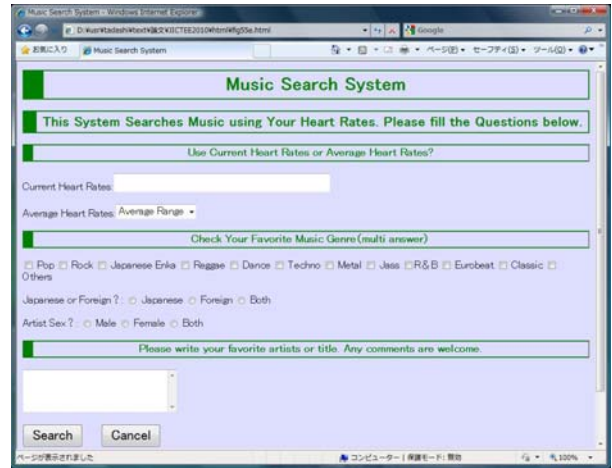 Music Search System - Windows Internet Explorer
Google
お気に入り Music Search System ページ(P) セーフティ(S) ツール(O)
Music Search System
This System Searches Music using Your Heart Rates. Please fill the Questions below.
Use Current Heart Rates or Average Heart Rates?
Current Heart Rates:
Average Heart Rates: Average Range
Check Your Favorite Music Genre(multi answer)
Pop Rock Japanese Enka Reggae Dance Techno Metal Jass R&B Eurobeat Classic
Others
Japanese or Foreign? : Japanese Foreign Both
Artist Sex? : Male Female Both
Please write your favorite artists or title. Any comments are welcome.
Search Cancel
ページが表示されました コンピューター | 保護モード: 無効 100%